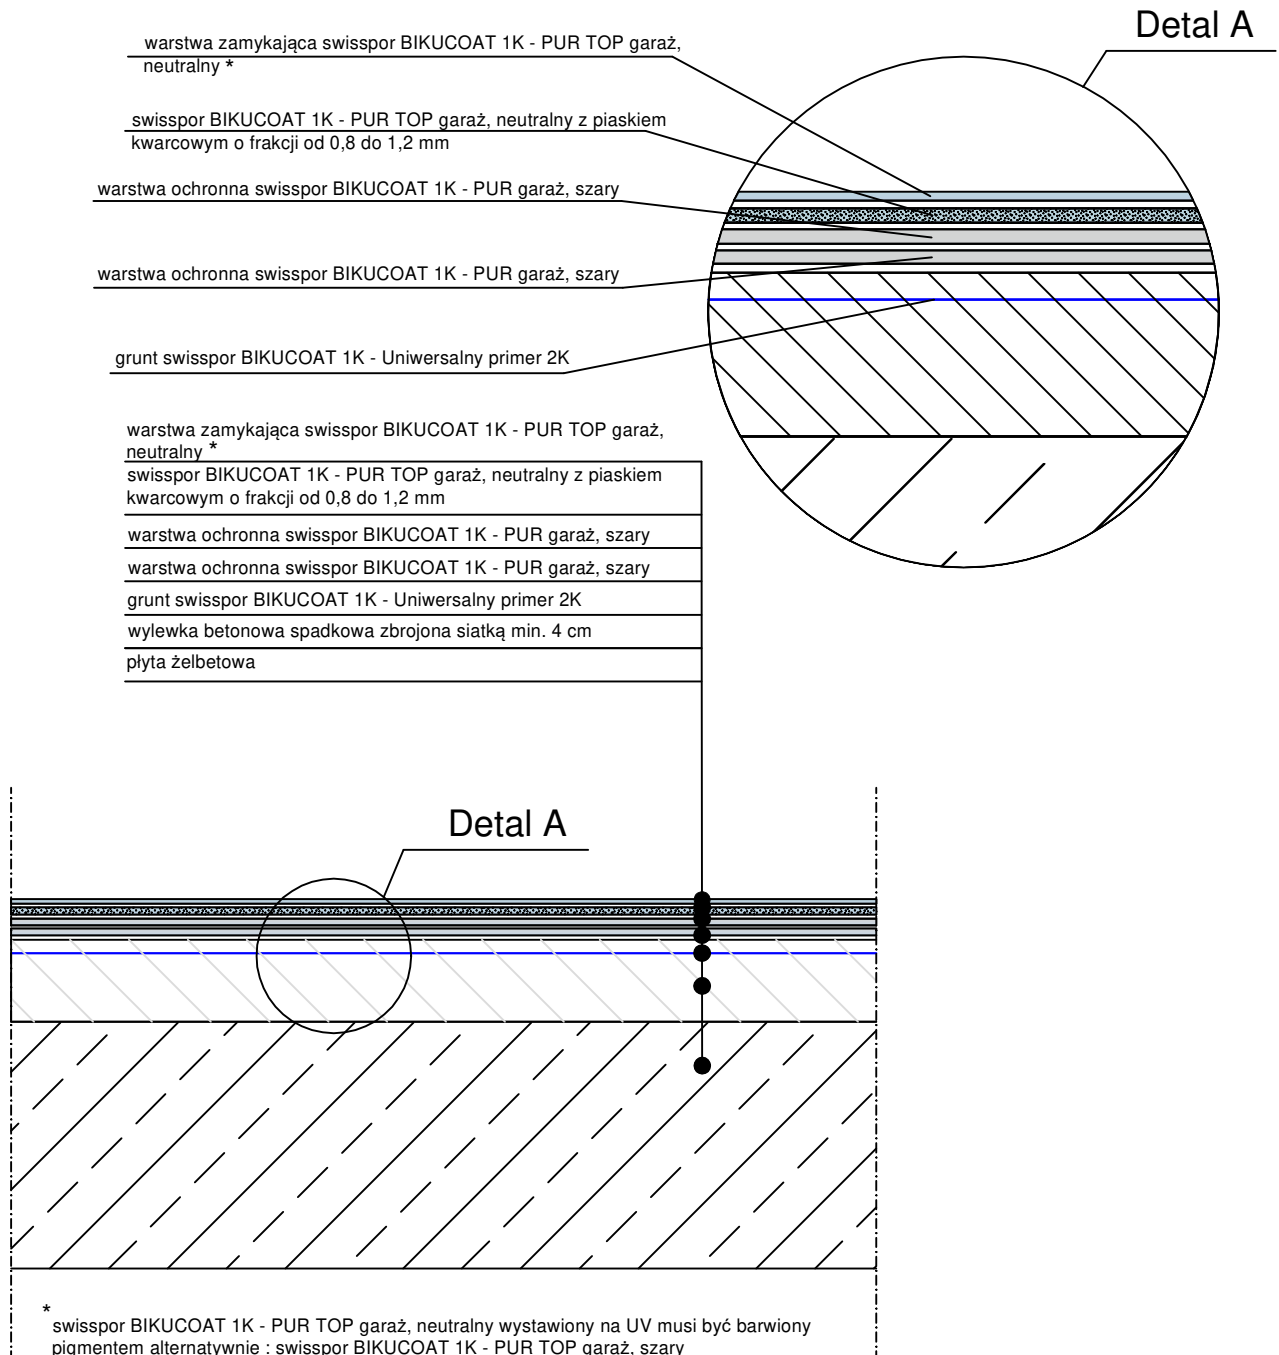 Detal A
warstwa zamykająca swisspor BIKUCOAT 1K - PUR TOP garaż,
neutralny *
swisspor BIKUCOAT 1K - PUR TOP garaż, neutralny z piaskiem
kwarcowym o frakcji od 0,8 do 1,2 mm
warstwa ochronna swisspor BIKUCOAT 1K - PUR garaż, szary
warstwa ochronna swisspor BIKUCOAT 1K - PUR garaż, szary
grunt swisspor BIKUCOAT 1K - Uniwersalny primer 2K
warstwa zamykająca swisspor BIKUCOAT 1K - PUR TOP garaż,
neutralny *
swisspor BIKUCOAT 1K - PUR TOP garaż, neutralny z piaskiem
kwarcowym o frakcji od 0,8 do 1,2 mm
warstwa ochronna swisspor BIKUCOAT 1K - PUR garaż, szary
warstwa ochronna swisspor BIKUCOAT 1K - PUR garaż, szary
grunt swisspor BIKUCOAT 1K - Uniwersalny primer 2K
wylewka betonowa spadkowa zbrojona siatką min. 4 cm
płyta żelbetowa
Detal A
*
swisspor BIKUCOAT 1K - PUR TOP garaż, neutralny wystawiony na UV musi być barwiony
pigmentem alternatywnie : swisspor BIKUCOAT 1K - PUR TOP garaż, szary